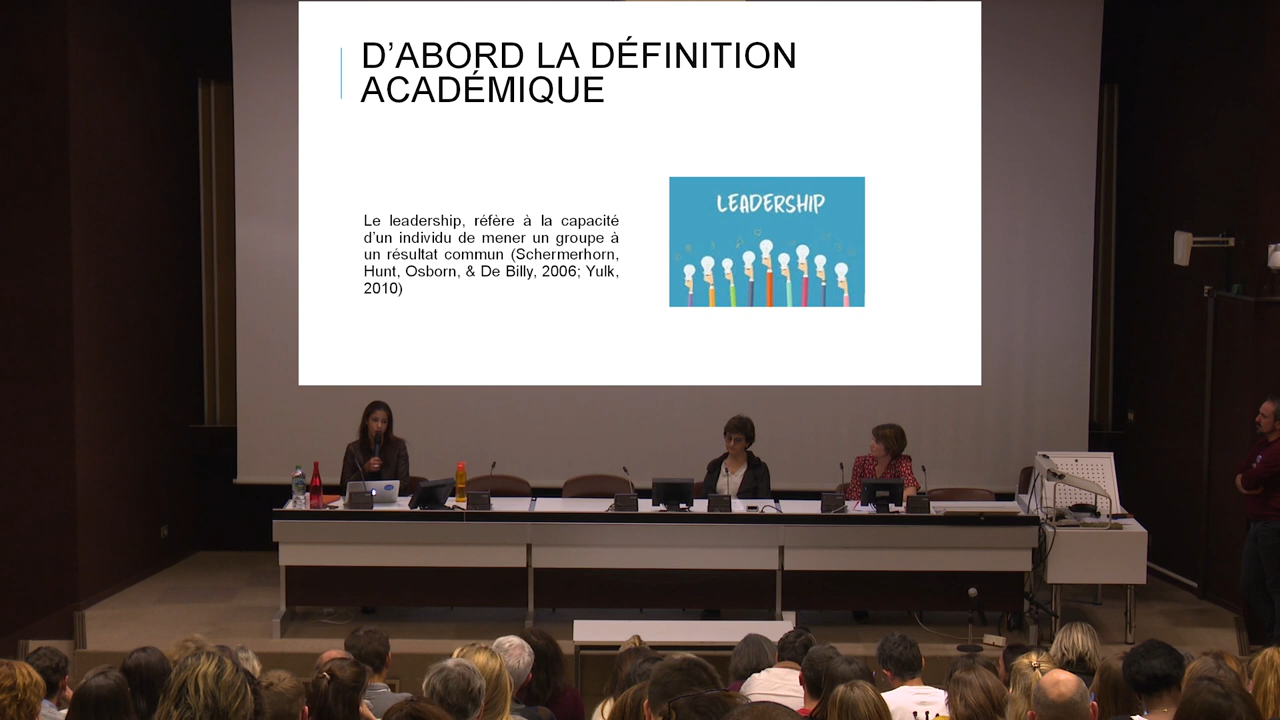 D'ABORD LA DÉFINITION
ACADÉMIQUE
LEADERSHIP
Le leadership, réfère à la capacité
d'un individu de mener un groupe à
un résultat commun (Schermerhorn,
Hunt, Osborn, & De Billy, 2006; Yulk,
2010)